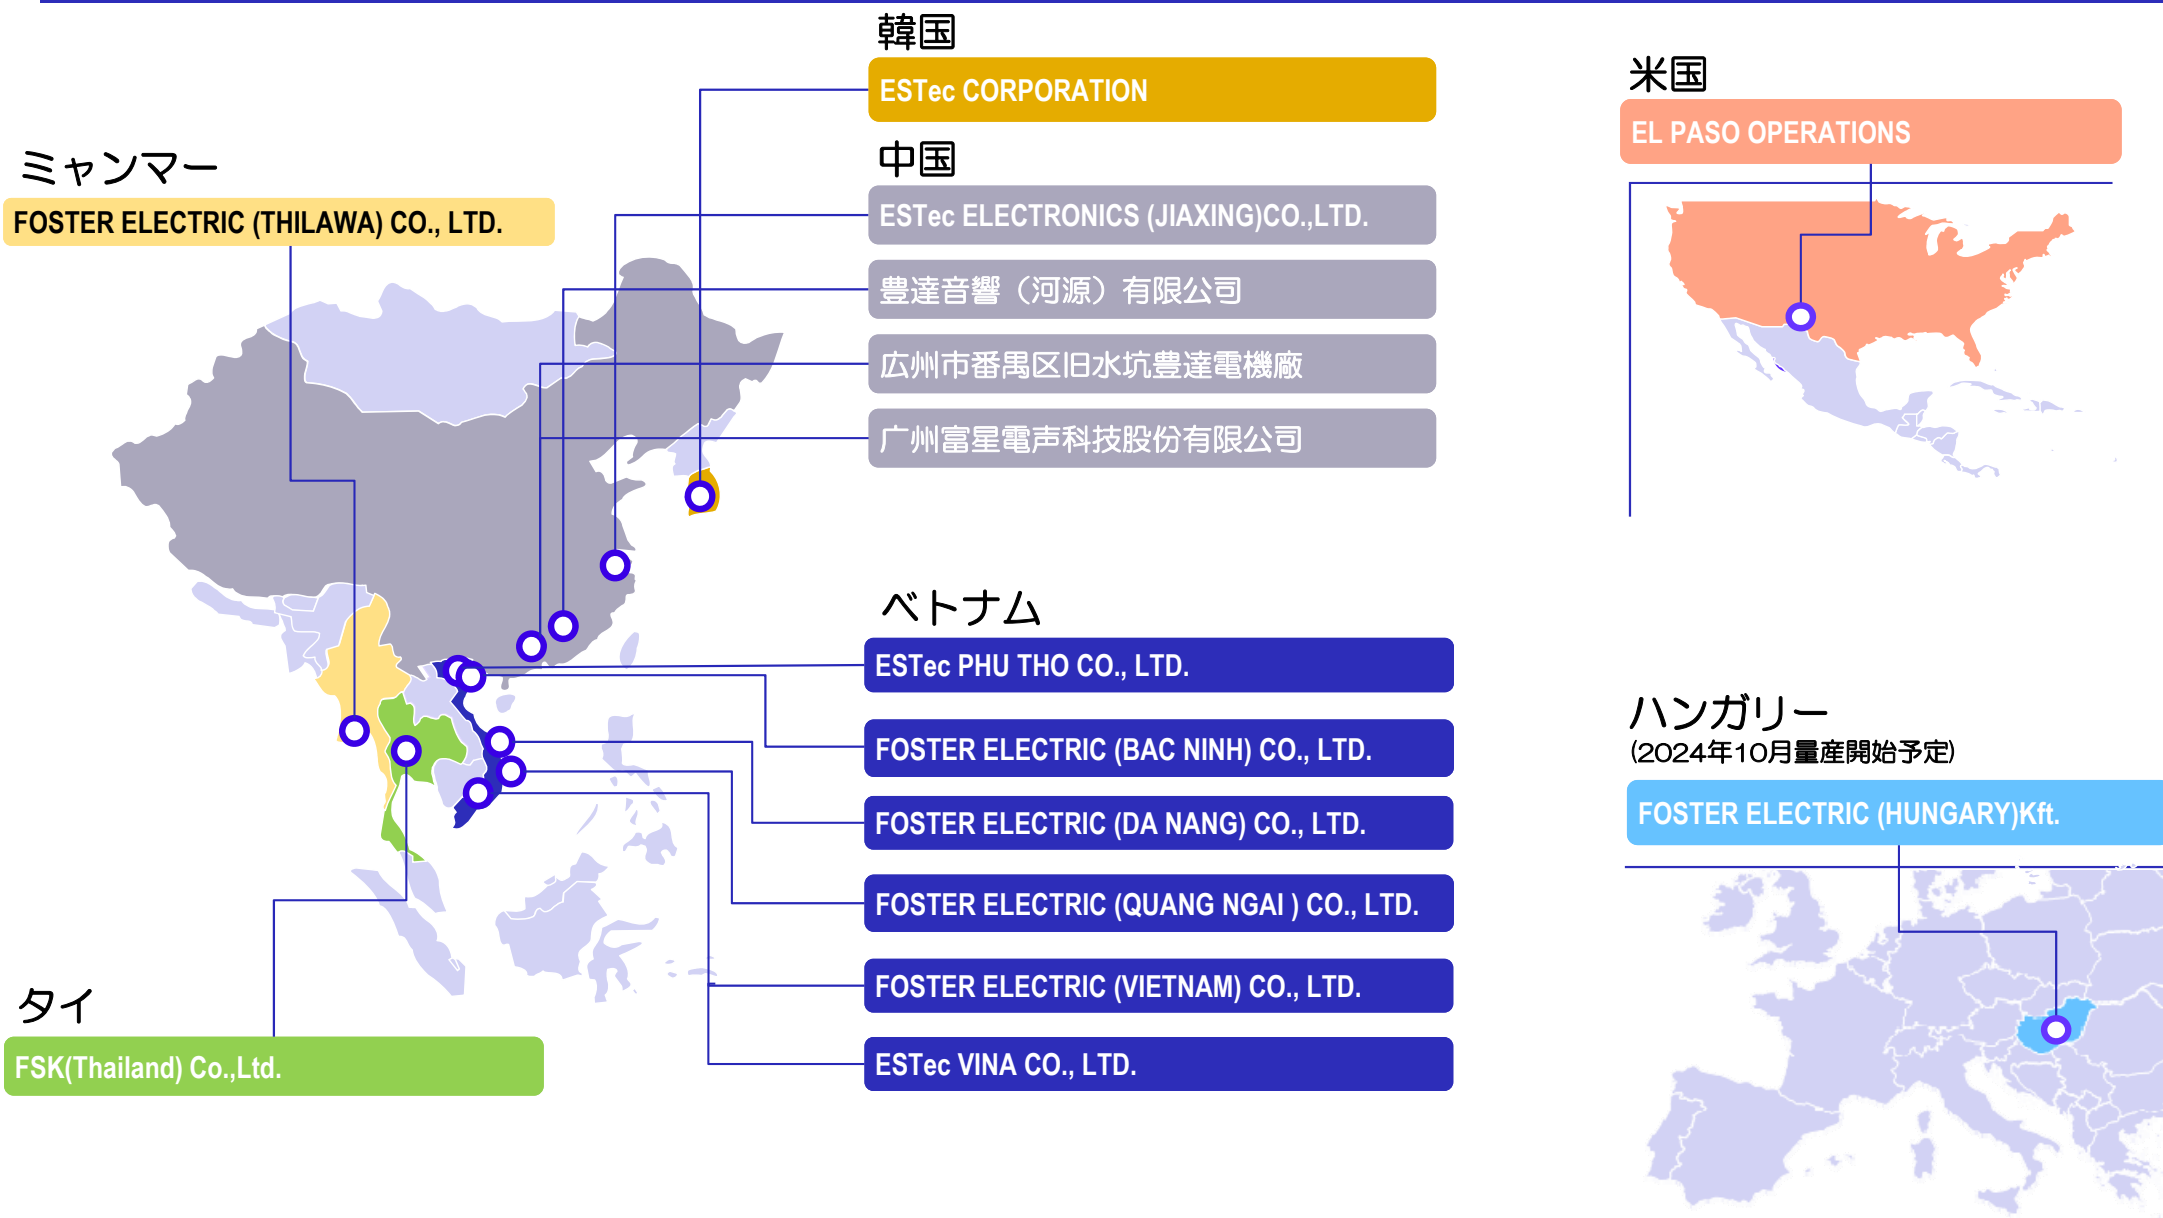 韓国
ESTec CORPORATION
中国
ESTec ELECTRONICS (JIAXING)CO.,LTD.
豊達音響（河源）有限公司
広州市番禺区旧水坑豊達電機廠
广州富星電声科技股份有限公司
ミャンマー
FOSTER ELECTRIC (THILAWA) CO., LTD.
ベトナム
ESTec PHU THO CO., LTD.
FOSTER ELECTRIC (BAC NINH) CO., LTD.
FOSTER ELECTRIC (DA NANG) CO., LTD.
FOSTER ELECTRIC (QUANG NGAI ) CO., LTD.
FOSTER ELECTRIC (VIETNAM) CO., LTD.
ESTec VINA CO., LTD.
タイ
FSK(Thailand) Co.,Ltd.
米国
EL PASO OPERATIONS
ハンガリー
(2024年10月量産開始予定)
FOSTER ELECTRIC (HUNGARY)Kft.